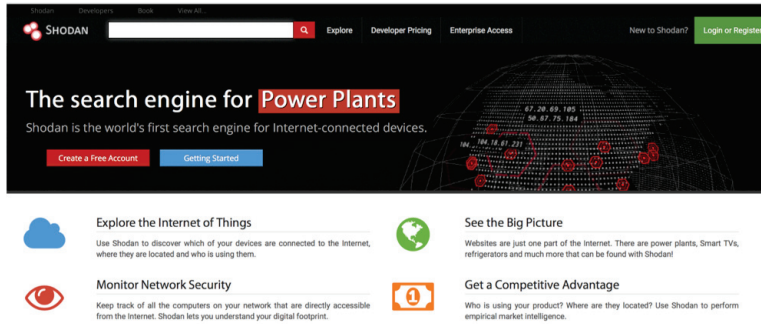 Shodan Developers Book View All...
SHODAN Explore Developer Pricing Enterprise Access New to Shodan? Login or Register
The search engine for Power Plants
Shodan is the world's first search engine for Internet-connected devices.
Create a Free Account Getting Started
67.20.69.105
50.67.75.184
104.18.61.231
Explore the Internet of Things
Use Shodan to discover which of your devices are connected to the Internet,
where they are located and who is using them.
See the Big Picture
Websites are just one part of the Internet. There are power plants, Smart TVs,
refrigerators and much more that can be found with Shodan!
Monitor Network Security
Keep track of all the computers on your network that are directly accessible
from the Internet. Shodan lets you understand your digital footprint.
1
Get a Competitive Advantage
Who is using your product? Where are they located? Use Shodan to perform
empirical market intelligence.